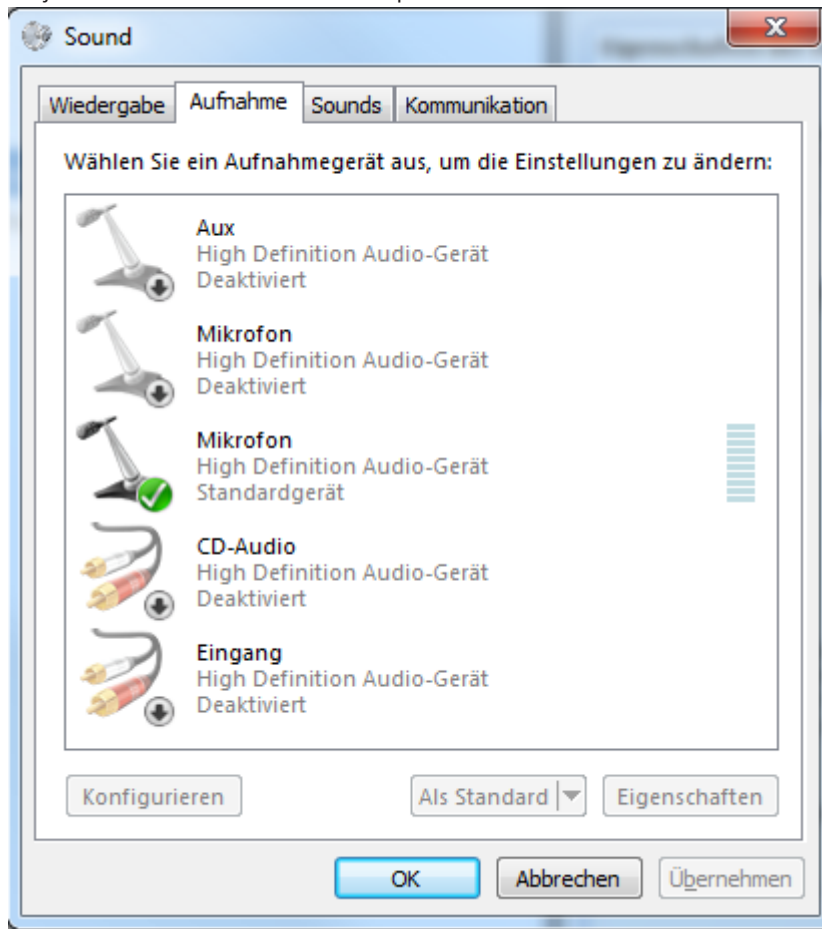 Sound
Wiedergabe Aufnahme Sounds Kommunikation
Wählen Sie ein Aufnahmegerät aus, um die Einstellungen zu ändern:
Aux
High Definition Audio-Gerät
Deaktiviert
Mikrofon
High Definition Audio-Gerät
Deaktiviert
Mikrofon
High Definition Audio-Gerät
Standardgerät
CD-Audio
High Definition Audio-Gerät
Deaktiviert
Eingang
High Definition Audio-Gerät
Deaktiviert
Konfigurieren Als Standard Eigenschaften
OK Abbrechen Übernehmen